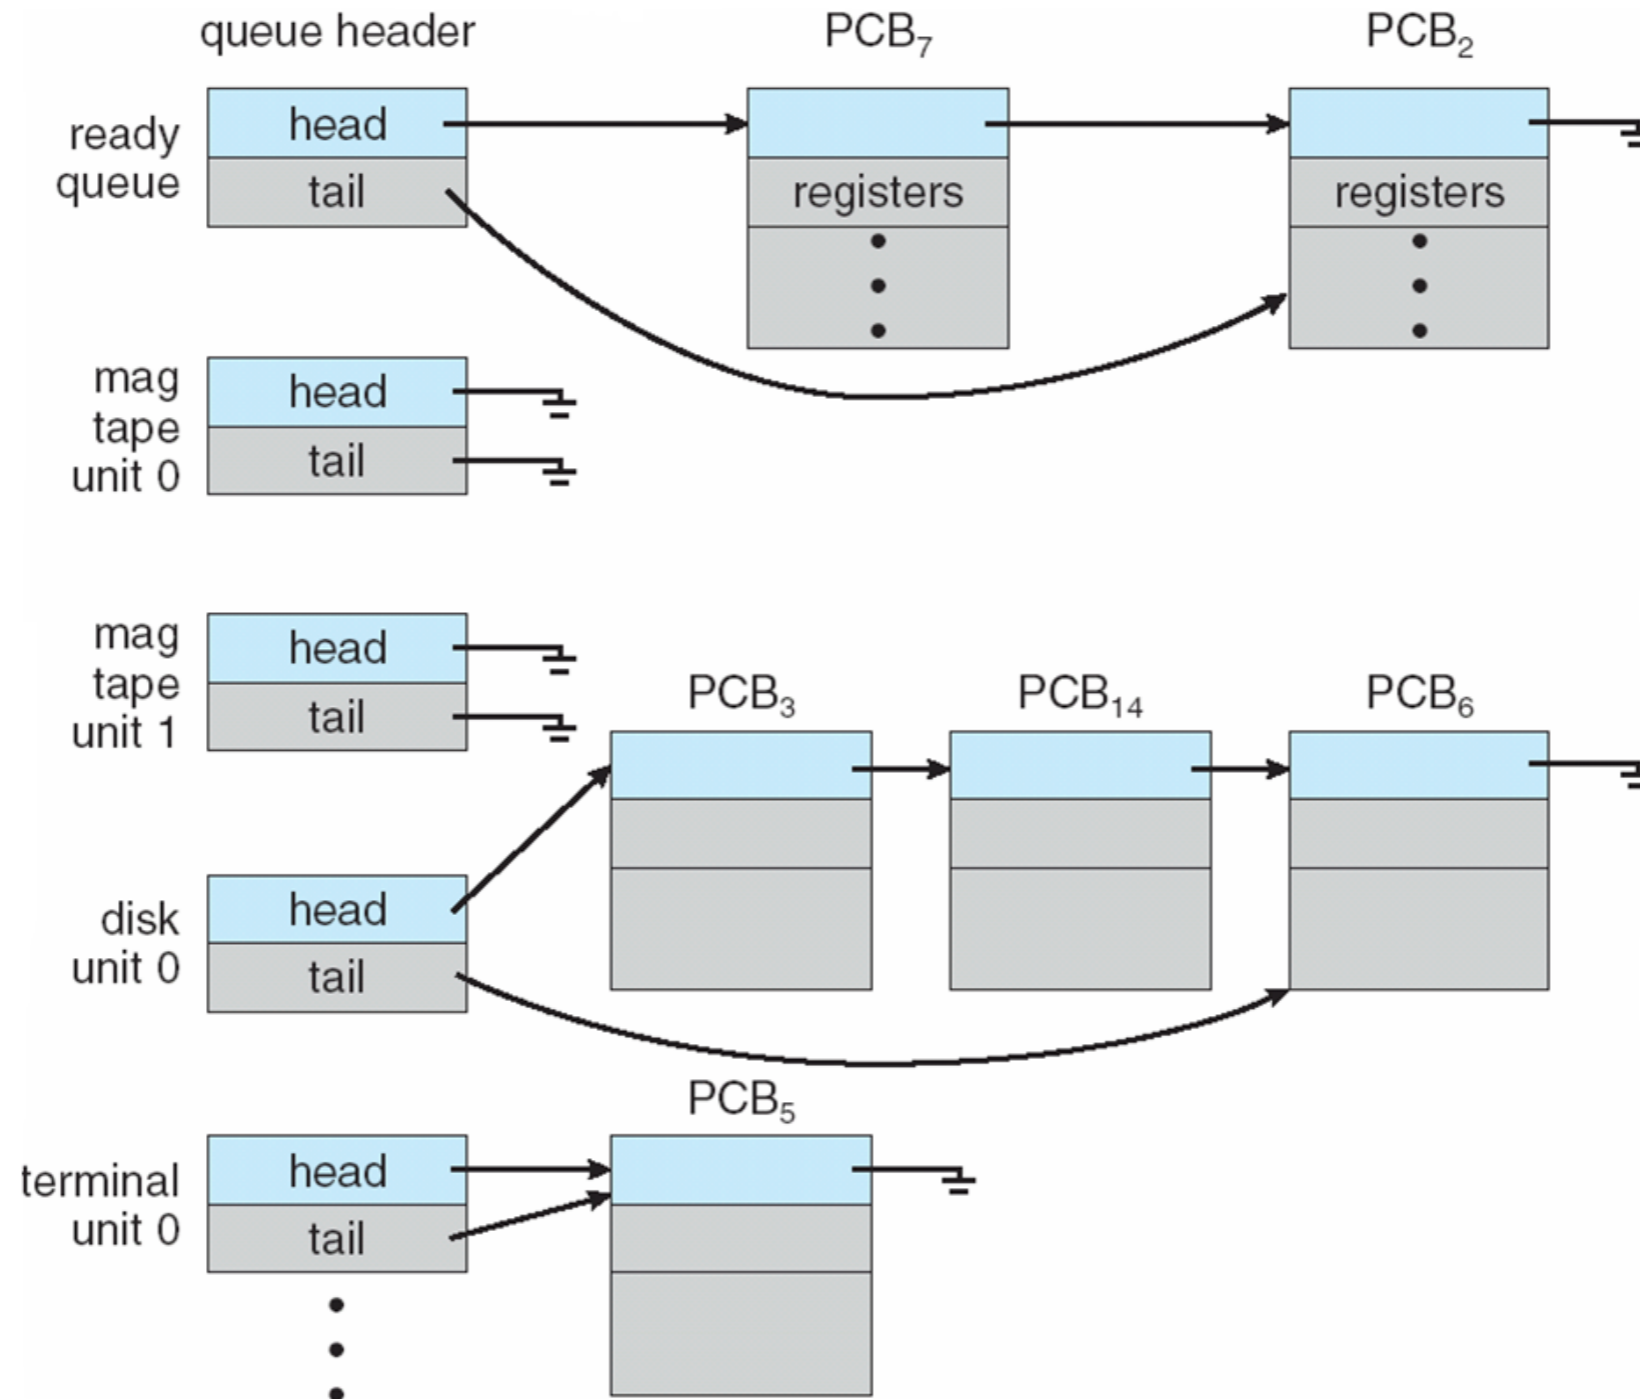 queue header
PCB7
PCB2
ready
queue
head
tail
registers
registers
mag
tape
unit 0
head
tail
mag
tape
unit 1
head
tail
PCB3
PCB14
PCB6
disk
unit 0
head
tail
PCB5
terminal
unit 0
head
tail